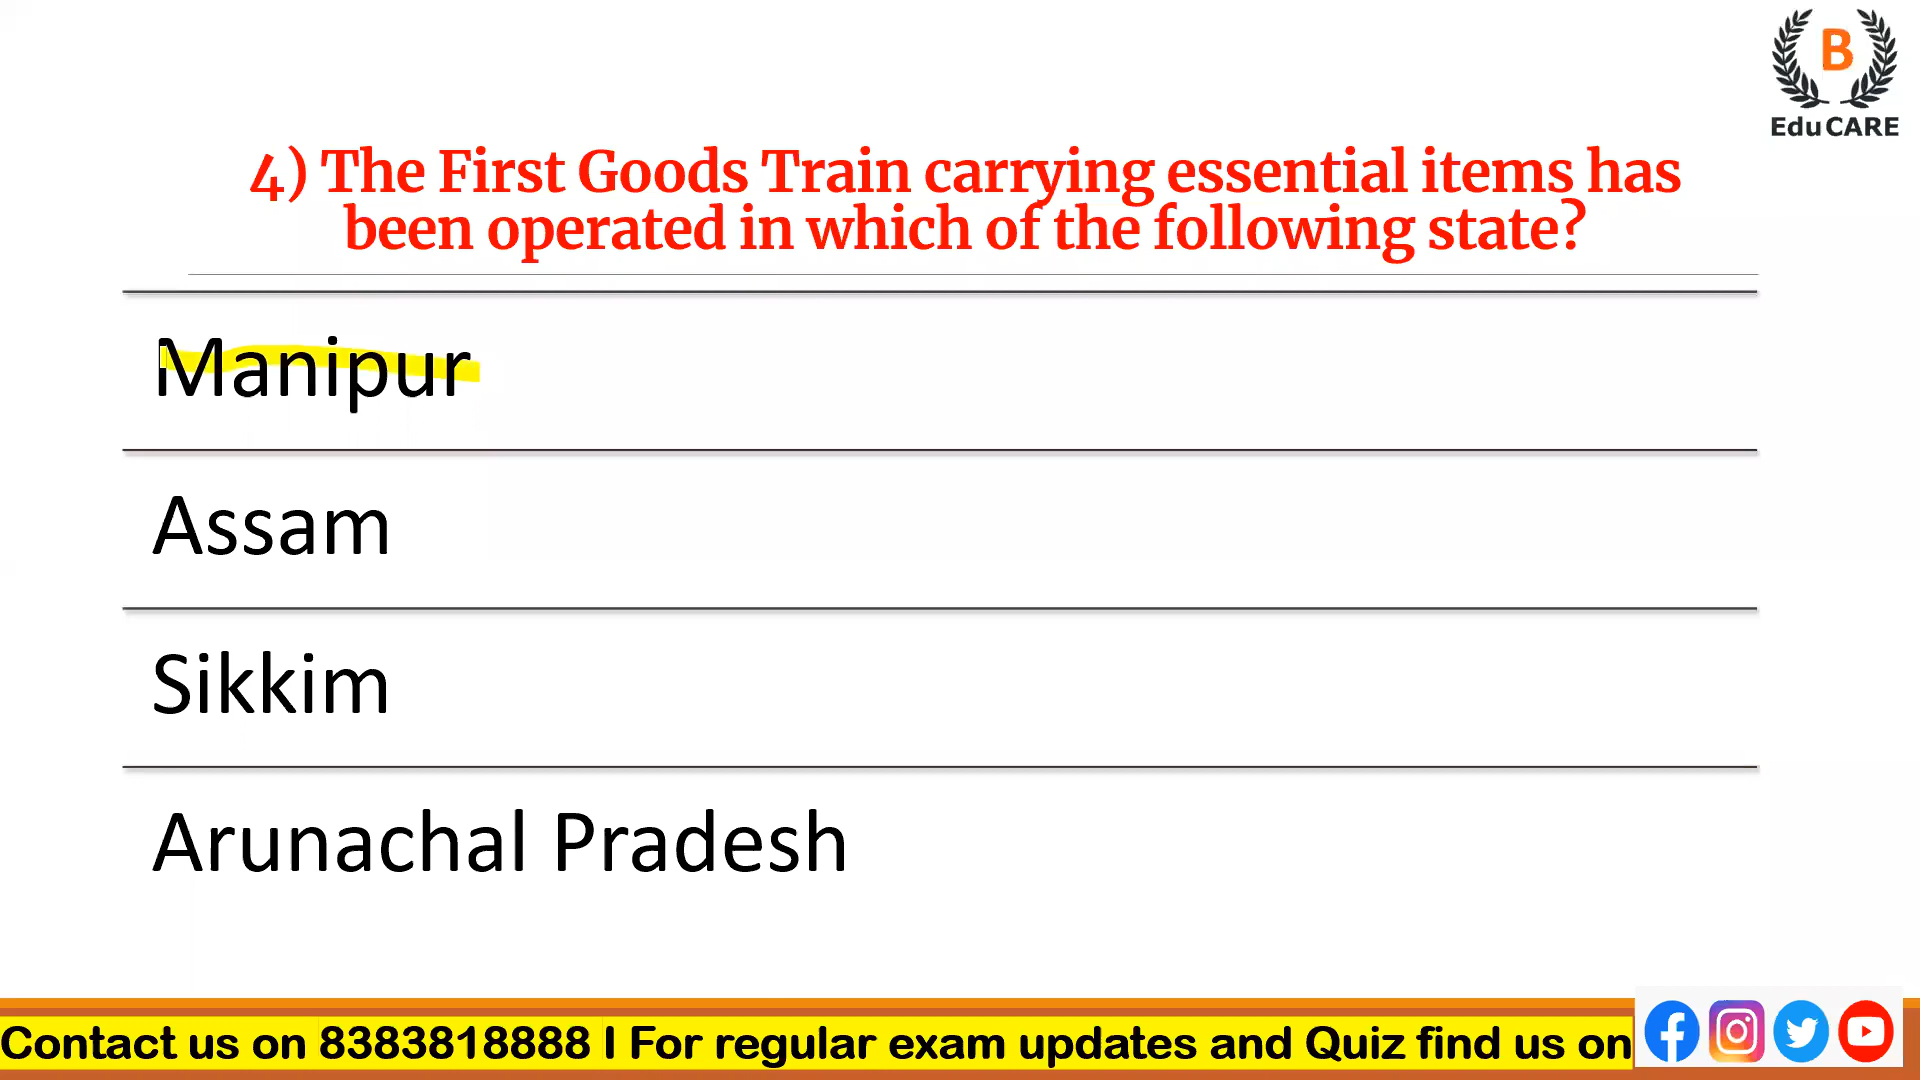 B
EduCARE
4) The First Goods Train carrying essential items has
been operated in which of the following state?
Manipur
Assam
Sikkim
Arunachal Pradesh
Contact us on 8383818888 I For regular exam updates and Quiz find us on